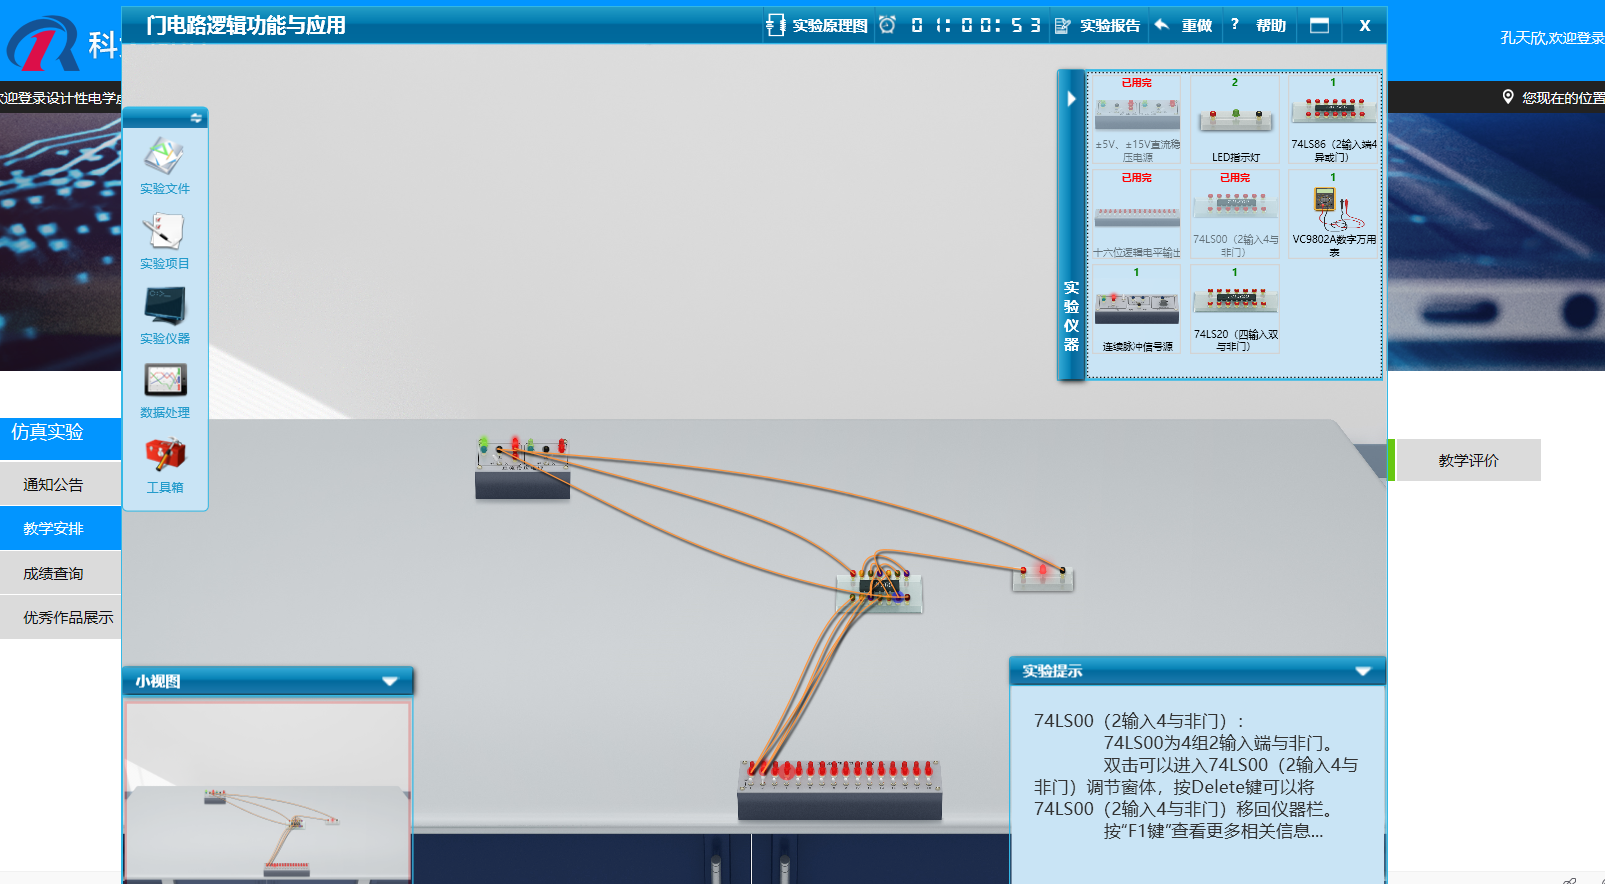 科
门电路逻辑功能与应用
实验原理图
01:00:53
实验报告
重做
? 帮助
X
孔天欣,欢迎登录
欢迎登录设计性电学虚
您现在的位置
实验文件
实验项目
实验仪器
数据处理
工具箱
实验仪器
已用完
±5V、±15V直流稳
压电源
2
LED指示灯
1
74LS86（2输入端4
异或门）
已用完
十六位逻辑电平输出
已用完
74LS00（2输入4与
非门）
1
VC9802A数字万用
表
1
连续脉冲信号源
1
74LS20（四输入双
与非门）
仿真实验
通知公告
教学安排
成绩查询
优秀作品展示
教学评价
小视图
实验提示
74LS00（2输入4与非门）:
74LS00为4组2输入端与非门。
双击可以进入74LS00（2输入4与
非门）调节窗体，按Delete键可以将
74LS00（2输入4与非门）移回仪器栏。
按“F1键”查看更多相关信息...